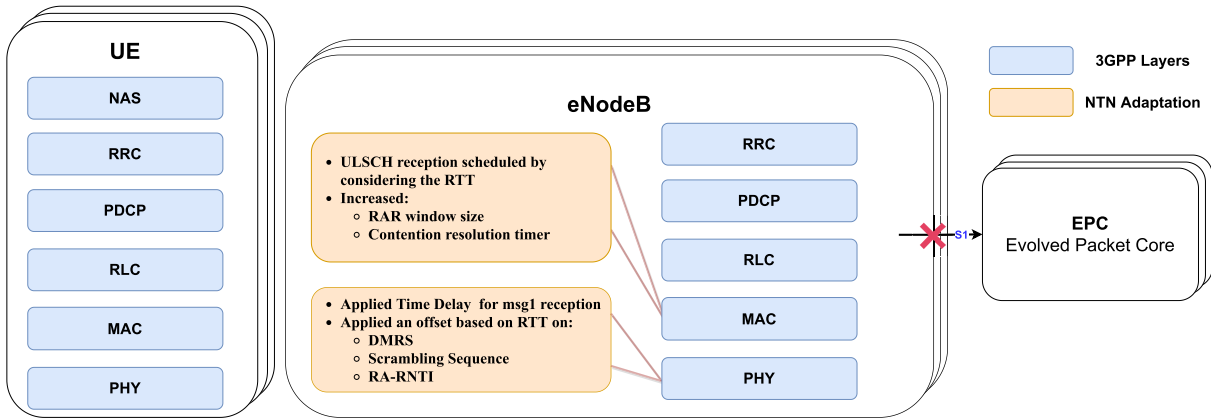 UE
NAS
RRC
PDCP
RLC
MAC
PHY
eNodeB
• ULSCH reception scheduled by
considering the RTT
• Increased:
○ RAR window size
○ Contention resolution timer
• Applied Time Delay for msg1 reception
• Applied an offset based on RTT on:
○ DMRS
○ Scrambling Sequence
○ RA-RNTI
RRC
PDCP
RLC
MAC
PHY
S1
3GPP Layers
NTN Adaptation
EPC
Evolved Packet Core